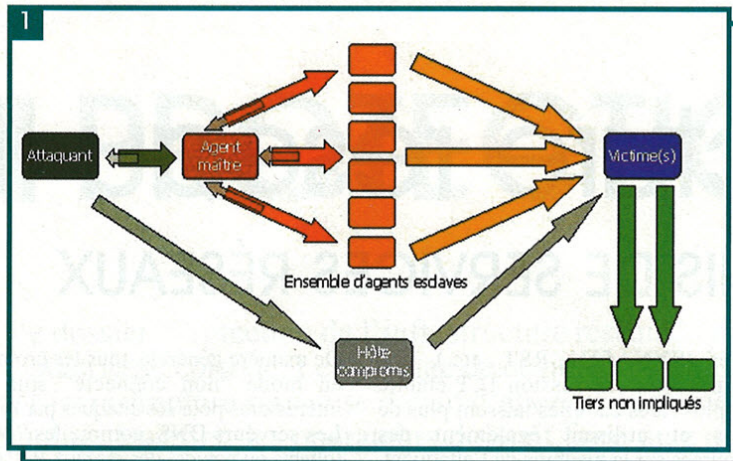 1
Attaquant
Agent
maître
Victime(s)
Ensemble d'agents esclaves
Hôte
compromis
Tiers non impliqués